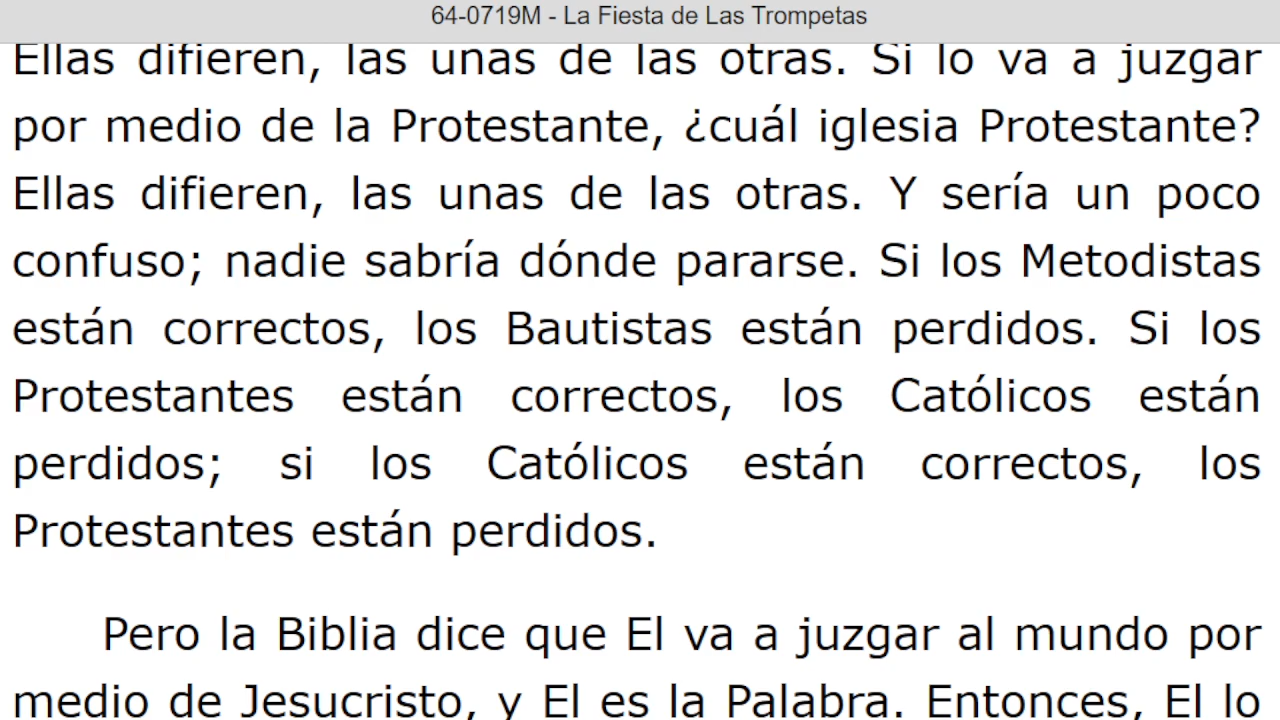 64-0719M - La Fiesta de Las Trompetas
Ellas difieren, las unas de las otras. Si lo va a juzgar
por medio de la Protestante, ¿cuál iglesia Protestante?
Ellas difieren, las unas de las otras. Y sería un poco
confuso; nadie sabría dónde pararse. Si los Metodistas
están correctos, los Bautistas están perdidos. Si los
Protestantes están correctos, los Católicos están
perdidos; si los Católicos están correctos, los
Protestantes están perdidos.
Pero la Biblia dice que El va a juzgar al mundo por
medio de Jesucristo, y El es la Palabra. Entonces, El lo